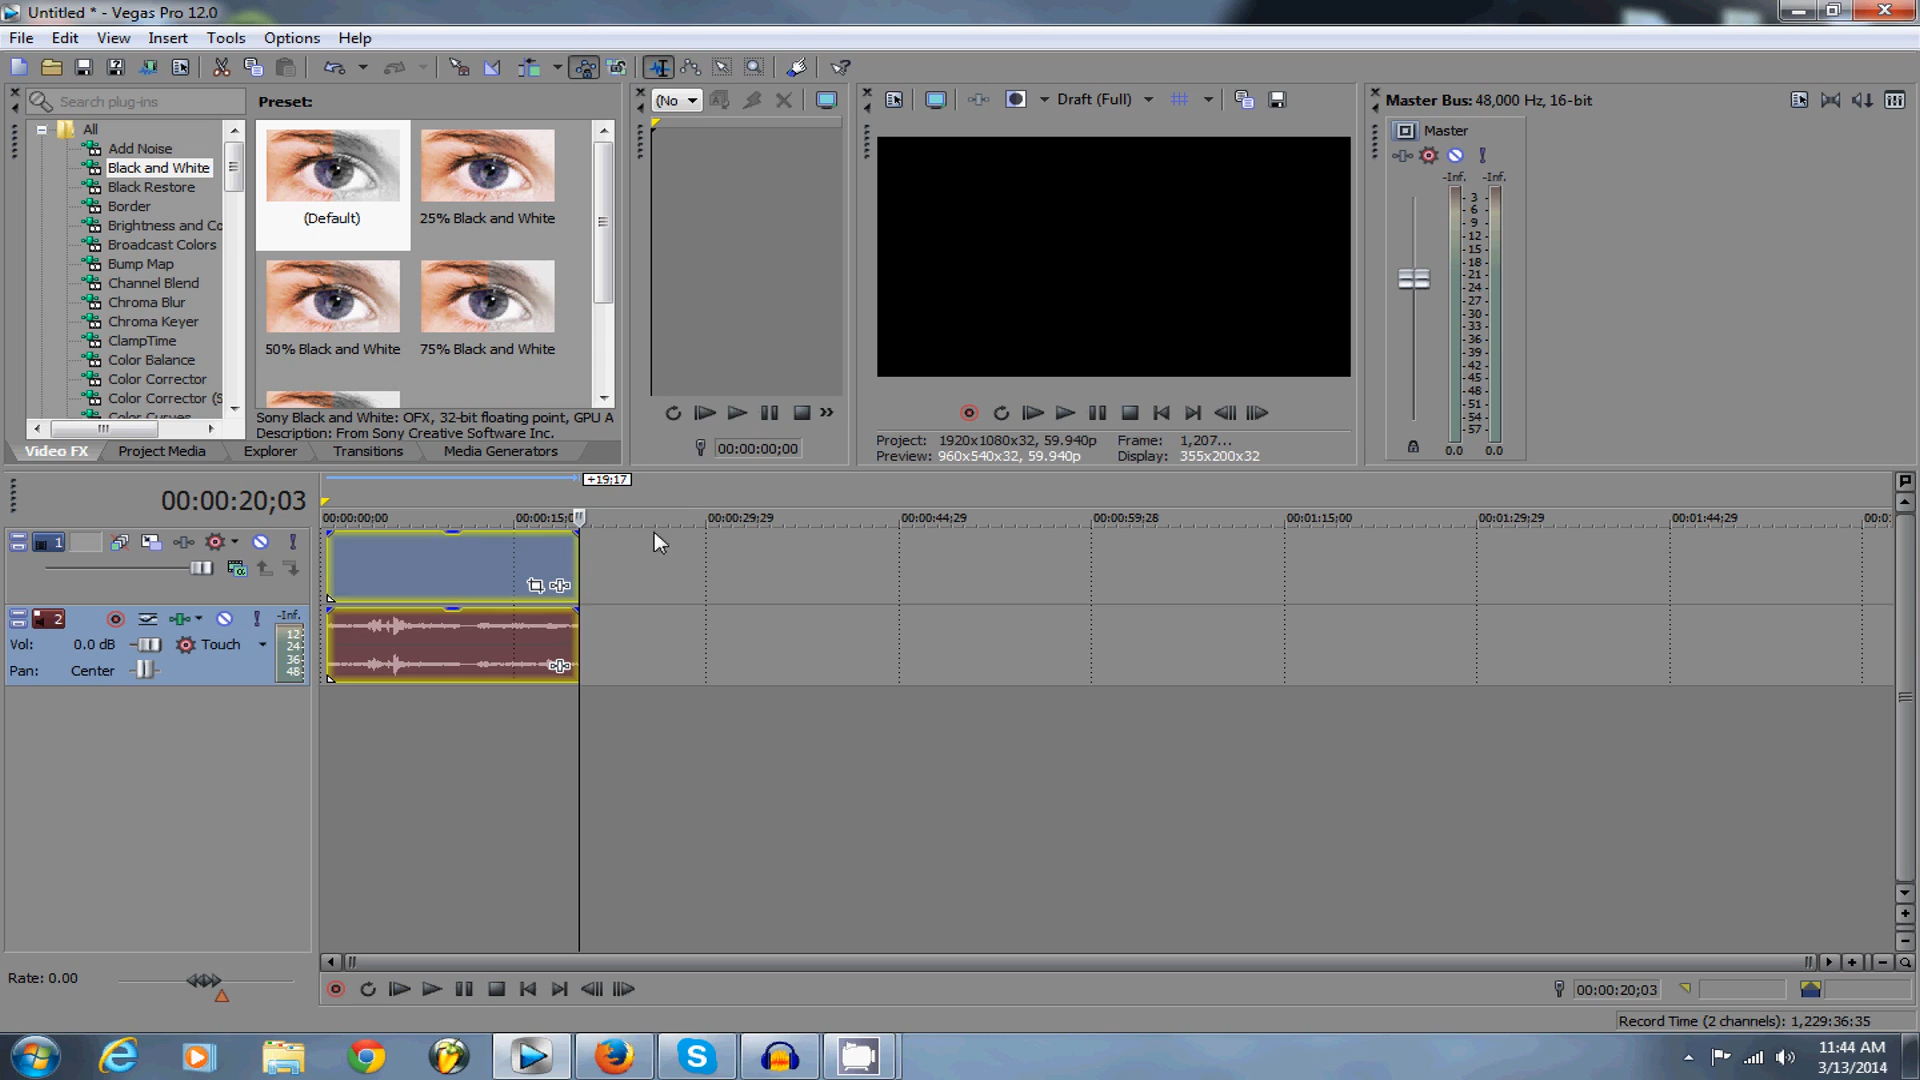 Untitled * - Vegas Pro 12.0
File Edit View Insert Tools Options Help
Search plug-ins
Preset:
All
Add Noise
Black and White
Black Restore
Border
Brightness and Co
Broadcast Colors
Bump Map
Channel Blend
Chroma Blur
Chroma Keyer
ClampTime
Color Balance
Color Corrector
Color Corrector (S
Color Curves
(Default)
25% Black and White
50% Black and White
75% Black and White
Sony Black and White: OFX, 32-bit floating point, GPU A
Description: From Sony Creative Software Inc.
Video FX Project Media Explorer Transitions Media Generators
(No
00:00:00;00
Draft (Full)
Project: 1920x1080x32, 59.940p Frame: 1,207...
Preview: 960x540x32, 59.940p Display: 355x200x32
Master Bus: 48,000 Hz, 16-bit
Master
-Inf. -Inf.
3
6
9
12
15
18
21
24
27
30
33
36
39
42
45
48
51
54
57
0.0 0.0
00:00:20;03
+19;17
00:00:00;00 00:00:15;0 00:00:29;29 00:00:44;29 00:00:59;28 00:01:15;00 00:01:29;29 00:01:44;29 00:0
1
2
-Inf.
12
24
36
48
Vol: 0.0 dB Touch
Pan: Center
Rate: 0.00
00:00:20;03
Record Time (2 channels): 1,229:36:35
11:44 AM
3/13/2014